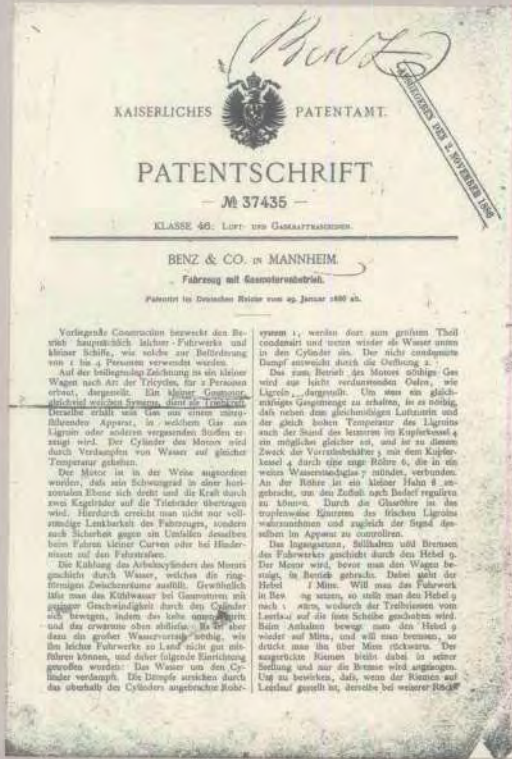 Benz
AUSGEGEBEN DEN 2. NOVEMBER 1886
KAISERLICHES PATENTAMT.
PATENTSCHRIFT
— № 37435 —
KLASSE 46: LUFT- UND GASKRAFTMASCHINEN.
BENZ & CO. IN MANNHEIM.
Fahrzeug mit Gasmotorenbetrieb.
Patentirt im Deutschen Reiche vom 29. Januar 1886 ab.
Vorliegende Construction bezweckt den Be-
trieb hauptsächlich leichter Fuhrwerke und
kleiner Schiffe, wie solche zur Beförderung
von 1 bis 4 Personen verwendet werden.
Auf der beiliegenden Zeichnung ist ein kleiner
Wagen nach Art der Tricycles, für 2 Personen
erbaut, dargestellt. Ein kleiner Gasmotor,
gleichviel welchen Systems, dient als Triebkraft.
Derselbe erhält sein Gas aus einem mitzu-
führenden Apparat, in welchem Gas aus
Ligroin oder anderen vergasenden Stoffen er-
zeugt wird. Der Cylinder des Motors wird
durch Verdampfen von Wasser auf gleicher
Temperatur gehalten.
Der Motor ist in der Weise angeordnet
worden, dafs sein Schwungrad in einer hori-
zontalen Ebene sich dreht und die Kraft durch
zwei Kegelräder auf die Triebräder übertragen
wird. Hierdurch erreicht man nicht nur voll-
ständige Lenkbarkeit des Fahrzeuges, sondern
auch Sicherheit gegen ein Umfallen desselben
beim Fahren kleiner Curven oder bei Hinder-
nissen auf den Fahrstrafsen.
Die Kühlung des Arbeitscylinders des Motors
geschieht durch Wasser, welches die ring-
förmigen Zwischenräume ausfüllt. Gewöhnlich
läfst man das Kühlwasser bei Gasmotoren mit
geringer Geschwindigkeit durch den Cylinder
sich bewegen, indem das kalte unten eintritt
und das erwärmte oben abfliefst. Es ist aber
dazu ein grofser Wasservorrath nöthig, wie
ihn leichte Fuhrwerke zu Land nicht gut mit-
führen können, und daher folgende Einrichtung
getroffen worden: Das Wasser um den Cy-
linder verdampft. Die Dämpfe streichen durch
das oberhalb des Cylinders angebrachte Rohr-
system 1, werden dort zum gröfsten Theil
condensirt und treten wieder als Wasser unten
in den Cylinder ein. Der nicht condensirte
Dampf entweicht durch die Oeffnung 2.
Das zum Betrieb des Motors nöthige Gas
wird aus leicht verdunstenden Oelen, wie
Ligroin, dargestellt. Um stets ein gleich-
mäfsiges Gasgemenge zu erhalten, ist es nöthig,
dafs neben dem gleichmäfsigen Luftzutritt und
der gleich hohen Temperatur des Ligroins
auch der Stand des letzteren im Kupferkessel 4
ein möglichst gleicher sei, und ist zu diesem
Zweck der Vorrathsbehälter 5 mit dem Kupfer-
kessel 4 durch eine enge Röhre 6, die in ein
weites Wasserstandsglas 7 mündet, verbunden.
An der Röhre ist ein kleiner Hahn 8 an-
gebracht, um den Zuflufs nach Bedarf reguliren
zu können. Durch die Glasröhre ist das
tropfenweise Eintreten des frischen Ligroins
wahrzunehmen und zugleich der Stand des-
selben im Apparat zu controliren.
Das Ingangsetzen, Stillhalten und Bremsen
des Fuhrwerkes geschieht durch den Hebel 9.
Der Motor wird, bevor man den Wagen be-
steigt, in Betrieb gebracht. Dabei steht der
Hebel Mitte. Will man das Fuhrwerk
in setzen, so stellt man den Hebel 9
nach wodurch der Treibriemen vom
Leerlauf auf die feste Scheibe geschoben wird.
Beim Anhalten bewegt man den Hebel 9
wieder auf Mitte, und will man bremsen, so
drückt man ihn über Mitte rückwärts. Der
ausgerückte Riemen bleibt dabei in seiner
Stellung und nur die Bremse wird angezogen.
Um zu bewirken, dafs, wenn der Riemen auf
Leerlauf gestellt ist, derselbe bei weiterer Rück-